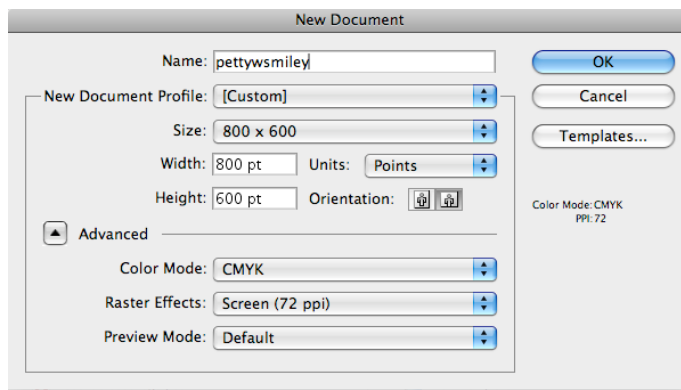 New Document
Name: pettywsmiley
OK
New Document Profile: [Custom]
Cancel
Size: 800 x 600
Templates...
Width: 800 pt Units: Points
Height: 600 pt Orientation:
Color Mode: CMYK
PPI: 72
Advanced
Color Mode: CMYK
Raster Effects: Screen (72 ppi)
Preview Mode: Default